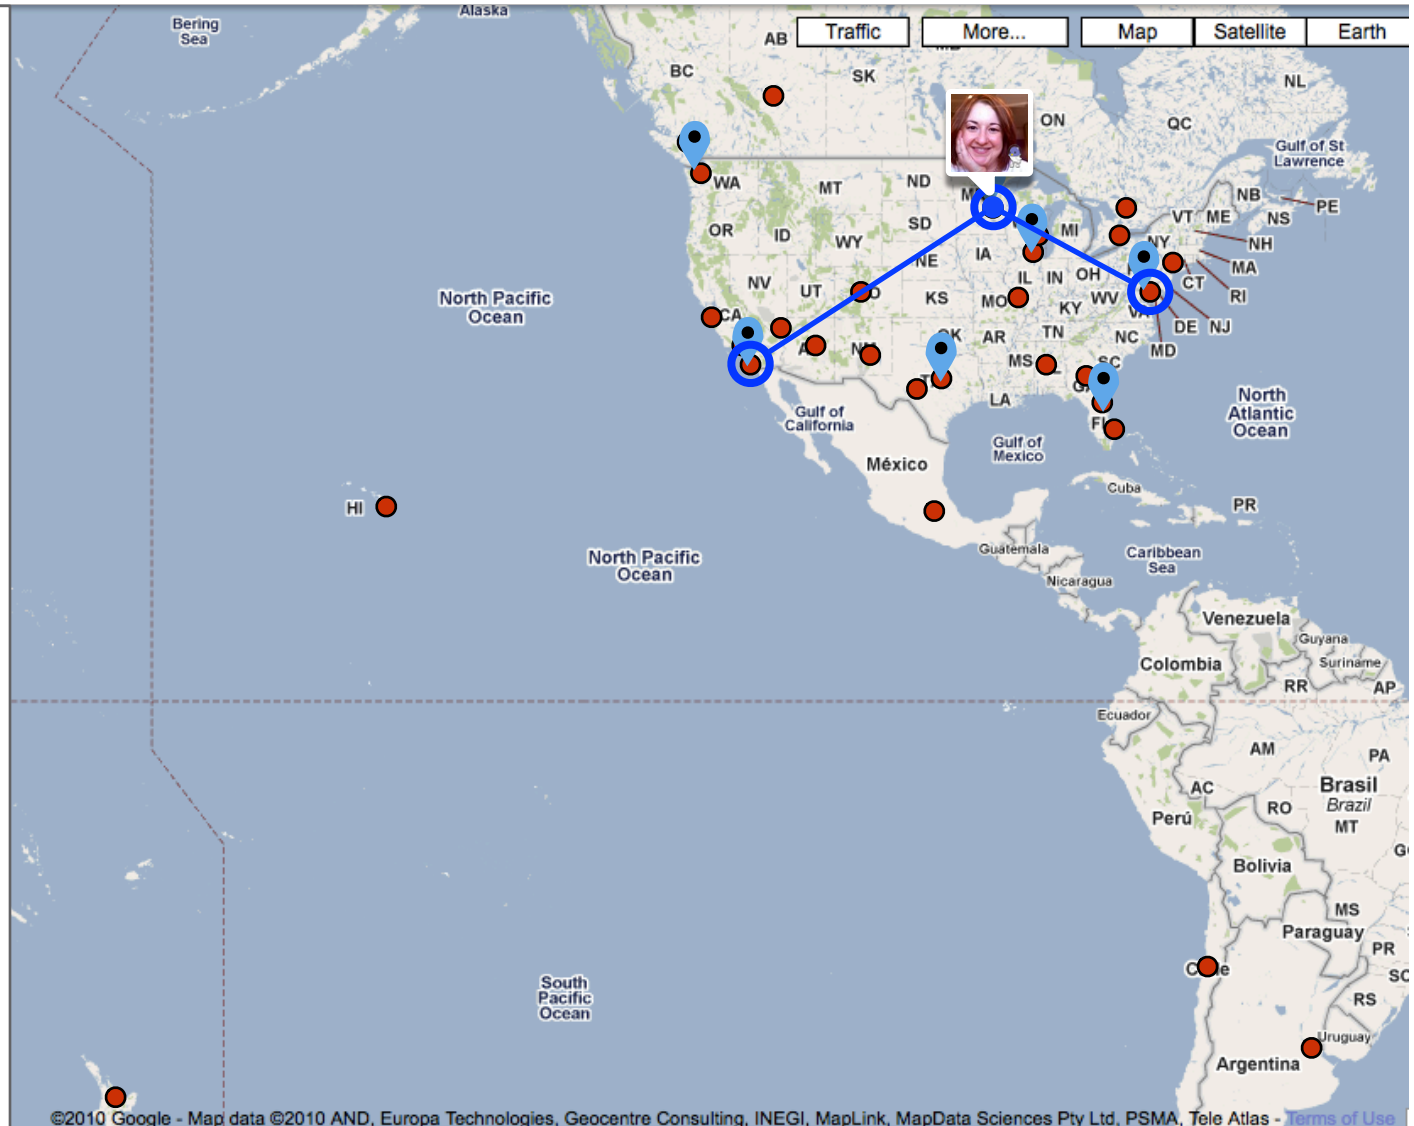 Alaska
Bering
Sea
Traffic
More...
Map
Satellite
Earth
AB
BC
SK
NL
ON
QC
Gulf of St
Lawrence
WA
MT
ND
NB
PE
VT
ME
NS
OR
ID
SD
MI
NY
NH
WY
IA
NE
MA
NV
UT
IL
IN
OH
CT
RI
North Pacific
Ocean
KS
MO
KY
WV
CA
DE
NJ
OK
AR
TN
NC
MD
MS
SC
LA
FL
North
Atlantic
Ocean
Gulf of
California
Gulf of
Mexico
México
Cuba
PR
HI
Guatemala
Caribbean
Sea
North Pacific
Ocean
Nicaragua
Venezuela
Guyana
Colombia
Suriname
RR
AP
Ecuador
AM
PA
AC
Brasil
Brazil
RO
Perú
MT
Bolivia
MS
Paraguay
PR
SC
South
Pacific
Ocean
RS
Uruguay
Argentina
©2010 Google - Map data ©2010 AND, Europa Technologies, Geocentre Consulting, INEGI, MapLink, MapData Sciences Pty Ltd, PSMA, Tele Atlas - Terms of Use